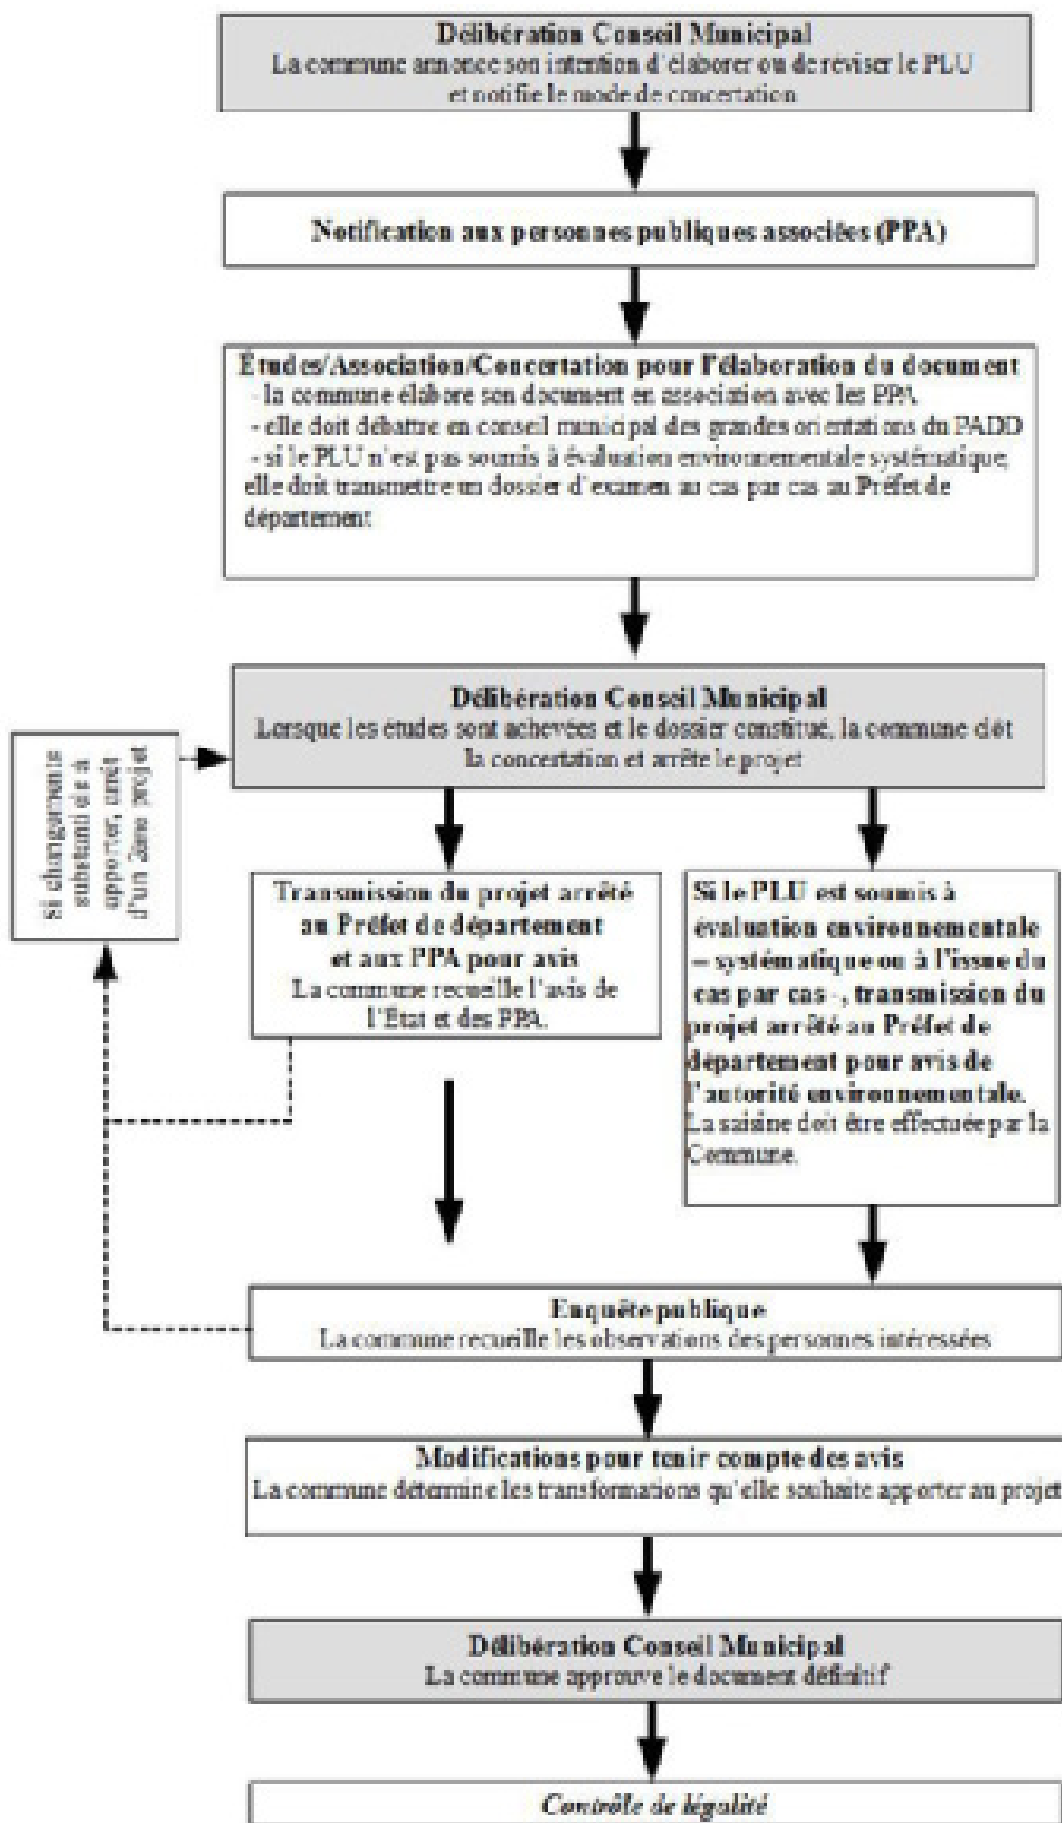 Délibération Conseil Municipal
La commune annonce son intention d'élaborer ou de réviser le PLU
et notifie le mode de concertation
Notification aux personnes publiques associées (PPA)
Études/Association/Concertation pour l'élaboration du document
- la commune élabore son document en association avec les PPA
- elle doit débattre en conseil municipal des grandes orientations du PADD
- si le PLU n'est pas soumis à évaluation environnementale systématique,
elle doit transmettre un dossier d'examen au cas par cas au Préfet de
département
Délibération Conseil Municipal
Lorsque les études sont achevées et le dossier constitué, la commune clôt
la concertation et arrête le projet
Si changements
substantiels à
apporter, arrêt
d'un 2ème projet
Transmission du projet arrêté
au Préfet de département
et aux PPA pour avis
La commune recueille l'avis de
l'État et des PPA.
Si le PLU est soumis à
évaluation environnementale
– systématique ou à l'issue du
cas par cas -, transmission du
projet arrêté au Préfet de
département pour avis de
l'autorité environnementale.
La saisine doit être effectuée par la
Commune.
Enquête publique
La commune recueille les observations des personnes intéressées
Modifications pour tenir compte des avis
La commune détermine les transformations qu'elle souhaite apporter au projet
Délibération Conseil Municipal
La commune approuve le document définitif
Contrôle de légalité